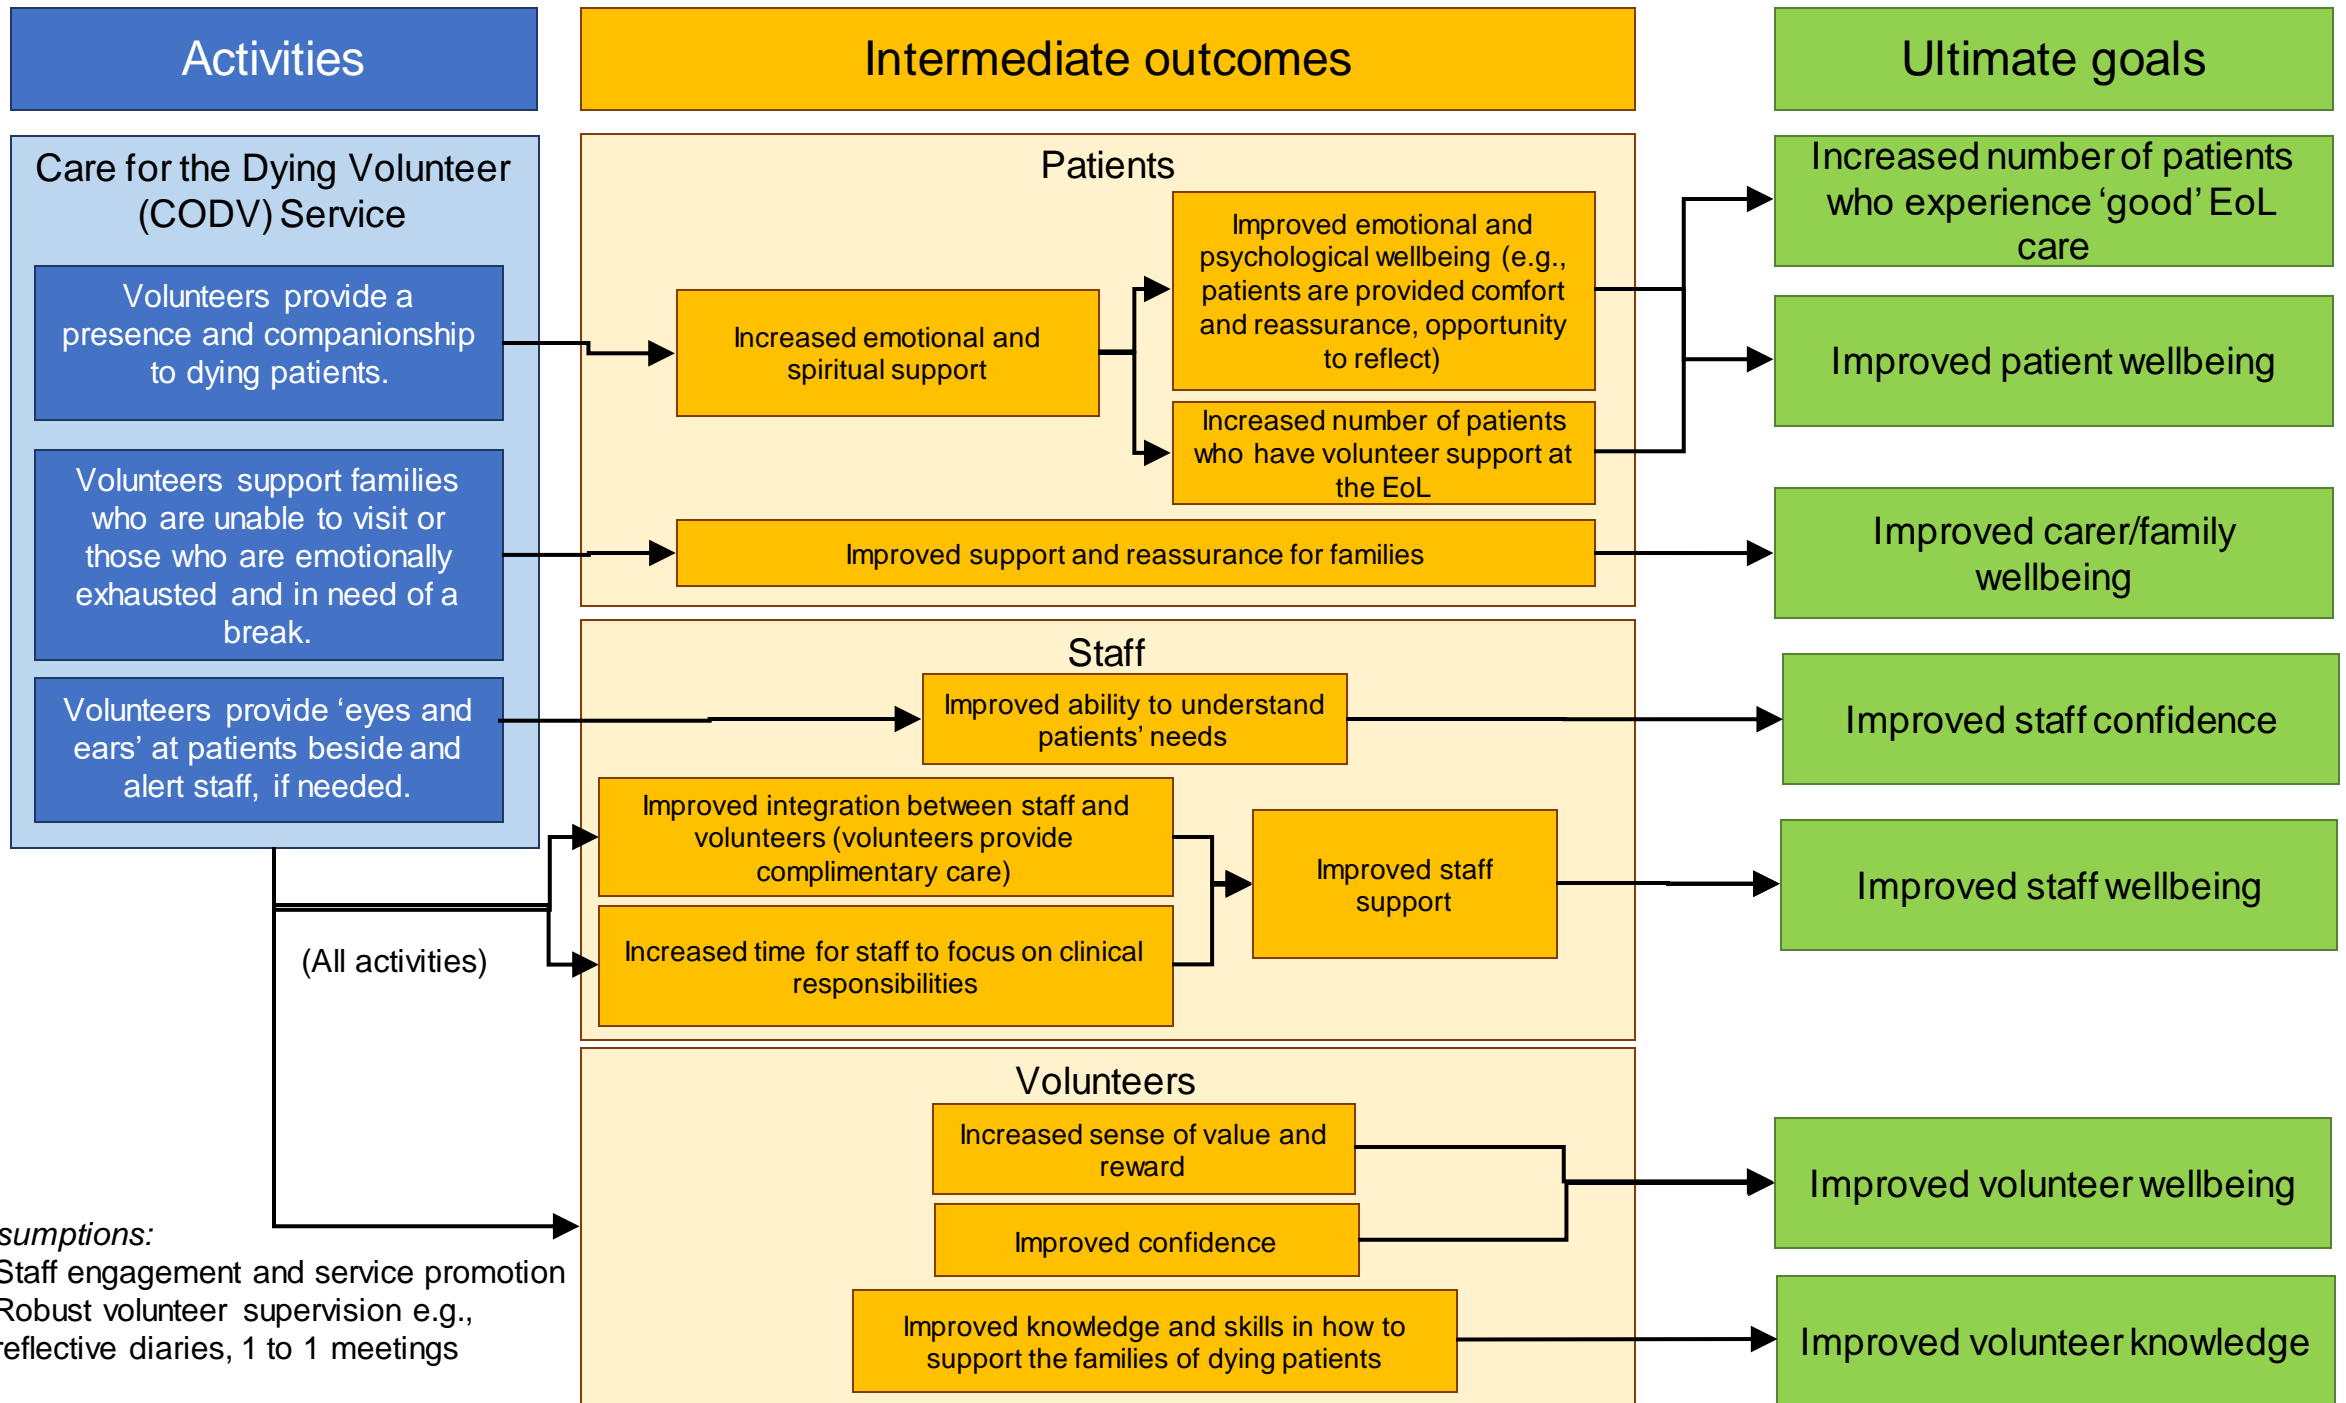 Activities
Intermediate outcomes
Ultimate goals
Care for the Dying Volunteer
(CODV) Service
Volunteers provide a
presence and companionship
to dying patients.
Volunteers support families
who are unable to visit or
those who are emotionally
exhausted and in need of a
break.
Volunteers provide ‘eyes and
ears’ at patients beside and
alert staff, if needed.
(All activities)
Patients
Increased emotional and
spiritual support
Improved emotional and
psychological wellbeing (e.g.,
patients are provided comfort
and reassurance, opportunity
to reflect)
Increased number of patients
who have volunteer support at
the EoL
Improved support and reassurance for families
Staff
Improved ability to understand
patients’ needs
Improved integration between staff and
volunteers (volunteers provide
complimentary care)
Increased time for staff to focus on clinical
responsibilities
Improved staff
support
Volunteers
Increased sense of value and
reward
Improved confidence
Improved knowledge and skills in how to
support the families of dying patients
Increased number of patients
who experience ‘good’ EoL
care
Improved patient wellbeing
Improved carer/family
wellbeing
Improved staff confidence
Improved staff wellbeing
Improved volunteer wellbeing
Improved volunteer knowledge
sumptions:
Staff engagement and service promotion
Robust volunteer supervision e.g.,
reflective diaries, 1 to 1 meetings